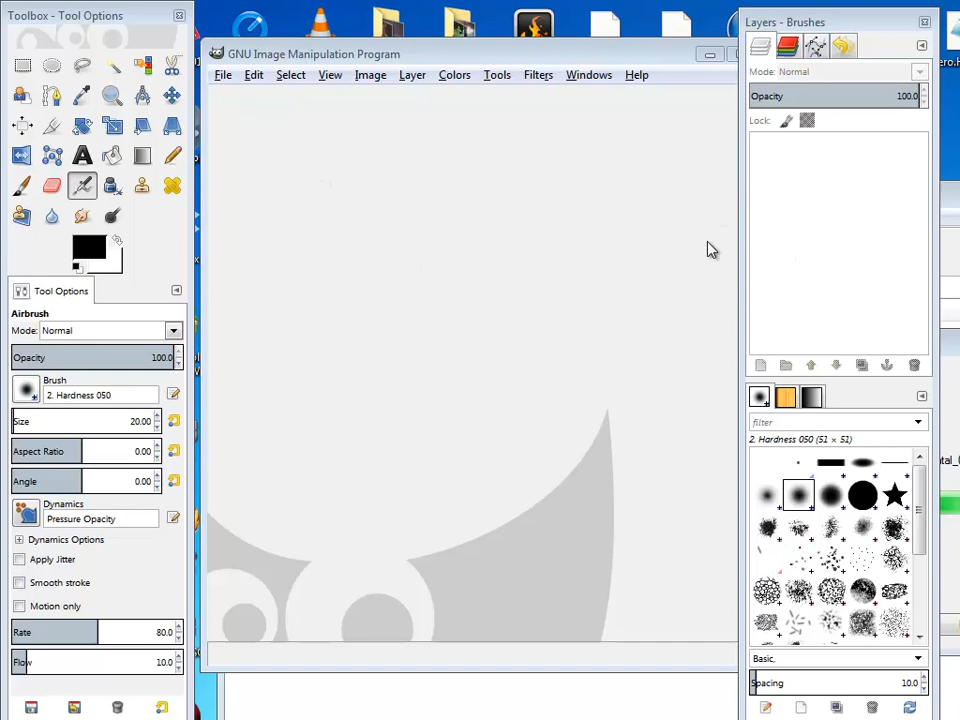 Toolbox - Tool Options
GNU Image Manipulation Program
File Edit Select View Image Layer Colors Tools Filters Windows Help
Tool Options
Airbrush
Mode: Normal
Opacity 100.0
Brush
2. Hardness 050
Size 20.00
Aspect Ratio 0.00
Angle 0.00
Dynamics
Pressure Opacity
Dynamics Options
Apply Jitter
Smooth stroke
Motion only
Rate 80.0
Flow 10.0
Layers - Brushes
Mode: Normal
Opacity 100.0
Lock:
filter
2. Hardness 050 (51 × 51)
Basic,
Spacing 10.0